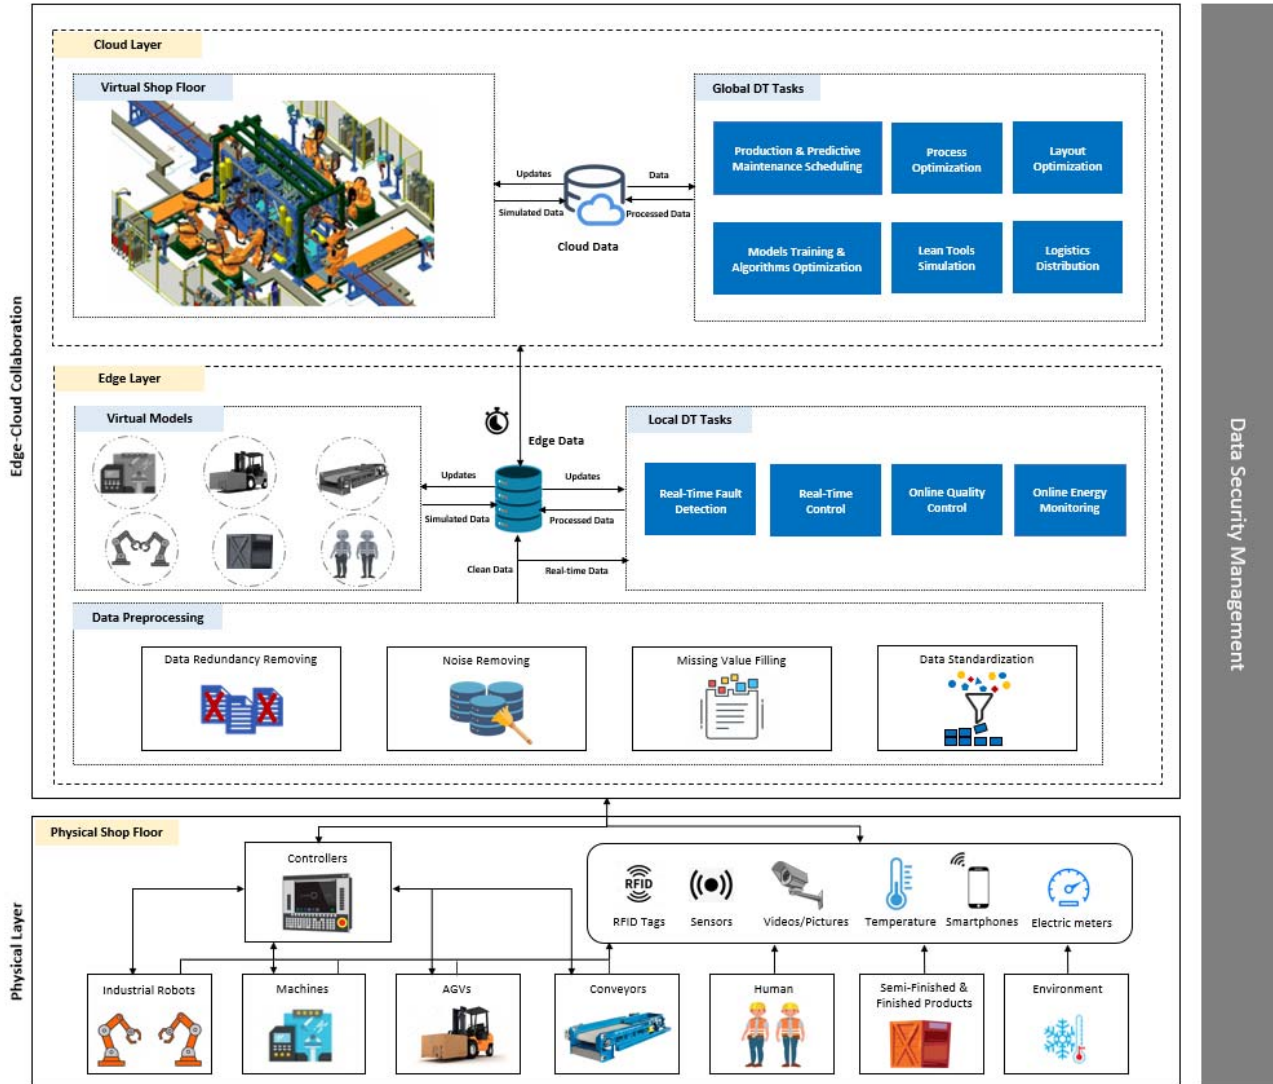 Cloud Layer
Virtual Shop Floor
Updates
Simulated Data
Cloud Data
Data
Processed Data
Global DT Tasks
Production & Predictive
Maintenance Scheduling
Process
Optimization
Layout
Optimization
Models Training &
Algorithms Optimization
Lean Tools
Simulation
Logistics
Distribution
Edge-Cloud Collaboration
Edge Layer
Virtual Models
Edge Data
Updates
Simulated Data
Updates
Processed Data
Clean Data
Real-time Data
Local DT Tasks
Real-Time Fault
Detection
Real-Time
Control
Online Quality
Control
Online Energy
Monitoring
Data Preprocessing
Data Redundancy Removing
Noise Removing
Missing Value Filling
Data Standardization
Data Security Management
Physical Layer
Physical Shop Floor
Controllers
RFID
RFID Tags
Sensors
Videos/Pictures
Temperature
Smartphones
Electric meters
Industrial Robots
Machines
AGVs
Conveyors
Human
Semi-Finished &
Finished Products
Environment